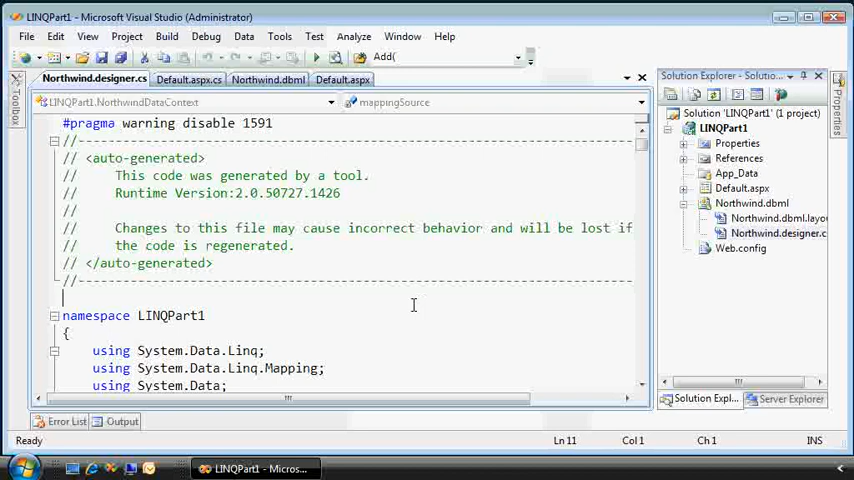 LINQPart1 - Microsoft Visual Studio (Administrator)
File Edit View Project Build Debug Data Tools Test Analyze Window Help
Add(
Northwind.designer.cs Default.aspx.cs Northwind.dbml Default.aspx
LINQPart1.NorthwindDataContext mappingSource
#pragma warning disable 1591
//------------------------------------------------------------------------------
// <auto-generated>
// This code was generated by a tool.
// Runtime Version:2.0.50727.1426
//
// Changes to this file may cause incorrect behavior and will be lost if
// the code is regenerated.
// </auto-generated>
//------------------------------------------------------------------------------
namespace LINQPart1
{
using System.Data.Linq;
using System.Data.Linq.Mapping;
using System.Data;
Toolbox
Solution Explorer - Solutio...
Solution 'LINQPart1' (1 project)
LINQPart1
Properties
References
App_Data
Default.aspx
Northwind.dbml
Northwind.dbml.layo
Northwind.designer.c
Web.config
Properties
Solution Expl... Server Explorer
Error List Output
Ready Ln 11 Col 1 Ch 1 INS
LINQPart1 - Micros...